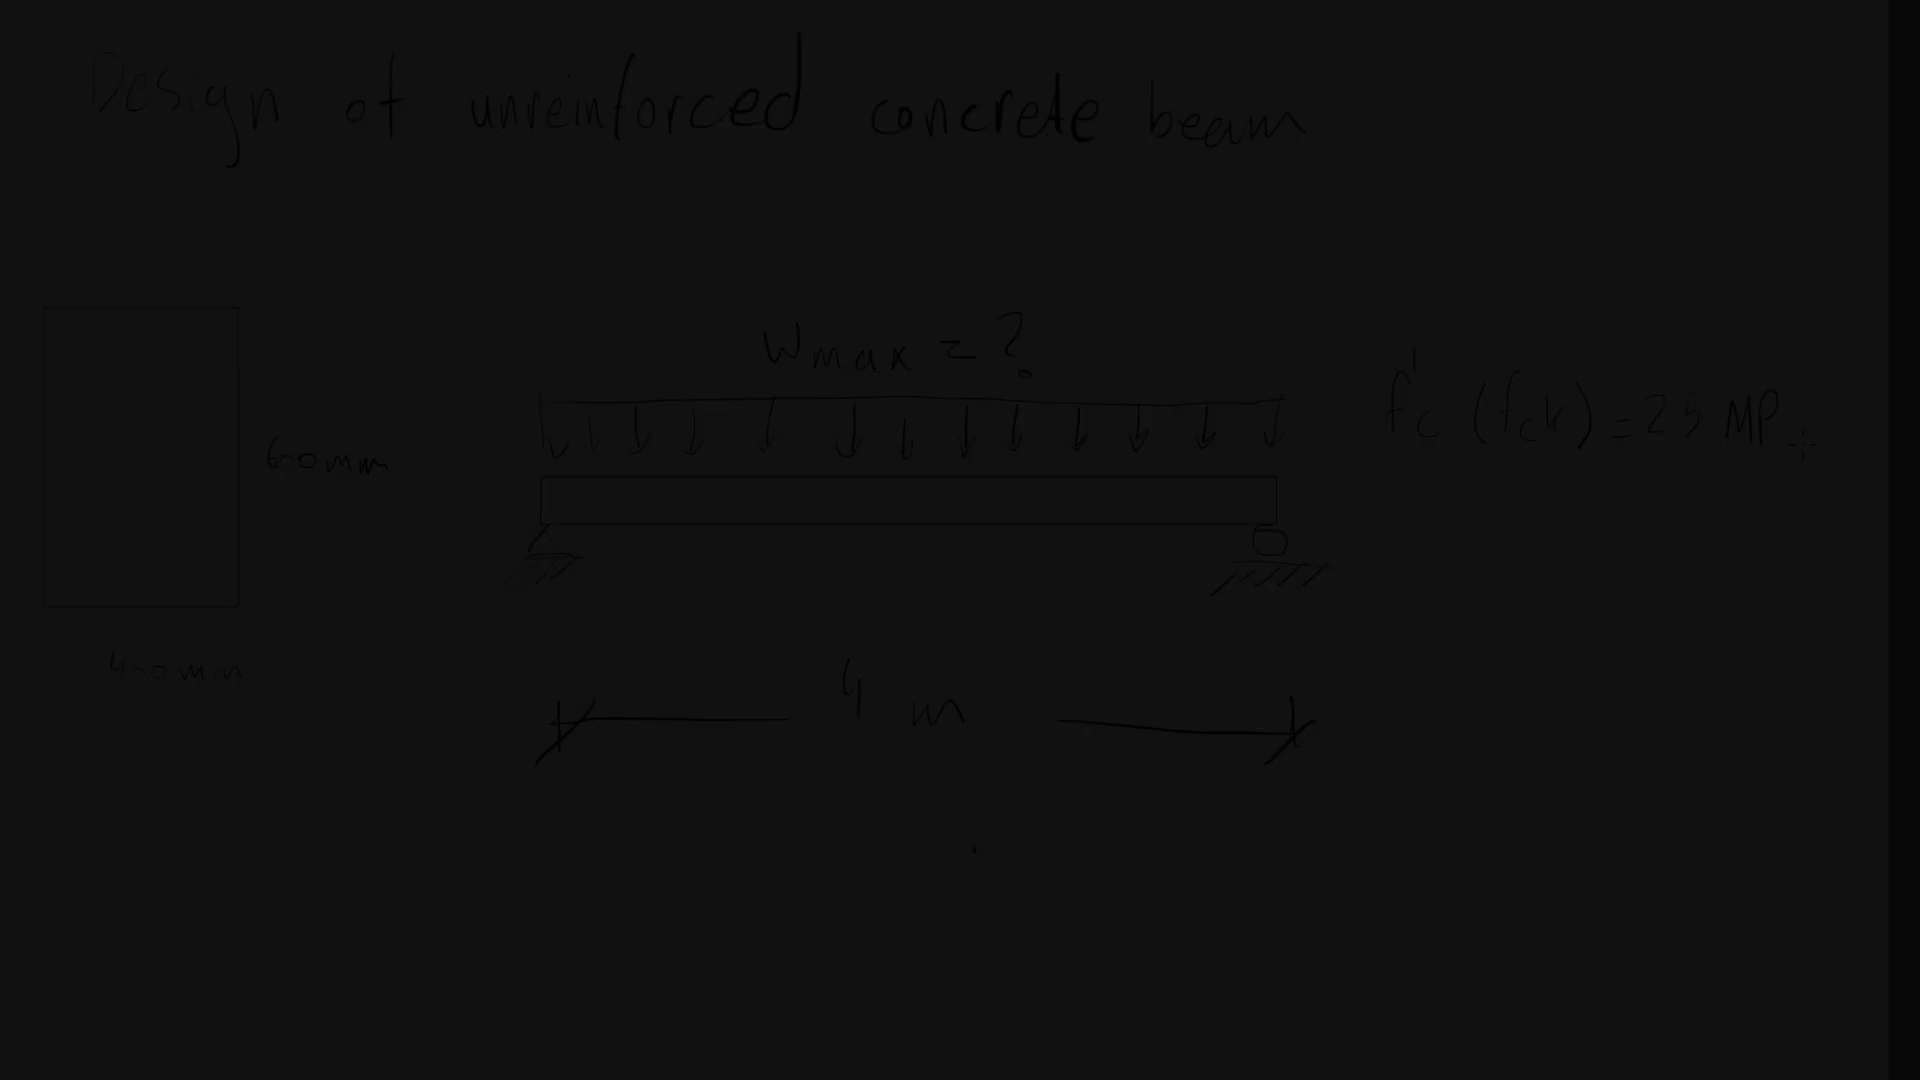 Design of unreinforced concrete beam
Wmax = ?
f'c (fck) = 25 MP
600mm
400mm
4 m